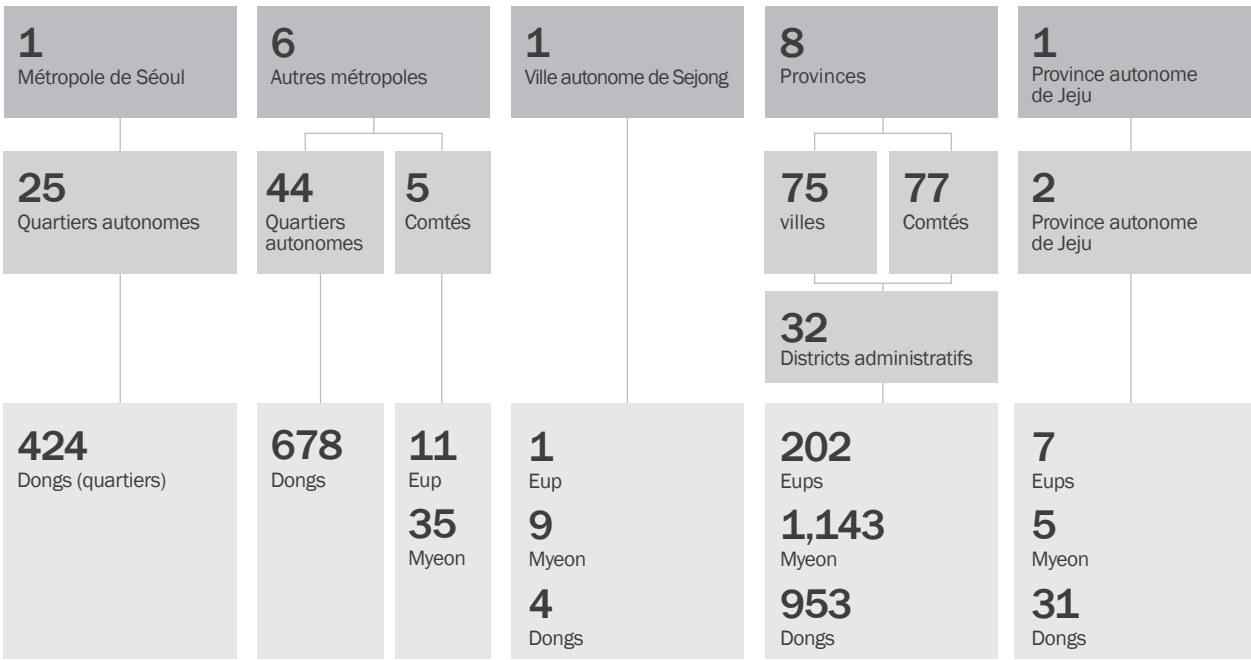 1
Métropole de Séoul
6
Autres métropoles
1
Ville autonome de Sejong
8
Provinces
1
Province autonome
de Jeju
25
Quartiers autonomes
44
Quartiers
autonomes
5
Comtés
75
villes
77
Comtés
2
Province autonome
de Jeju
32
Districts administratifs
424
Dongs (quartiers)
678
Dongs
11
Eup
35
Myeon
1
Eup
9
Myeon
4
Dongs
202
Eups
1,143
Myeon
953
Dongs
7
Eups
5
Myeon
31
Dongs